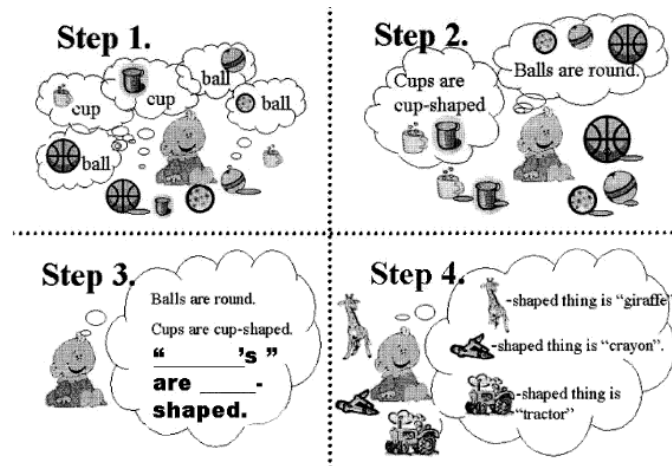 Step 1.
cup
cup
ball
ball
ball
Step 2.
Cups are
cup-shaped
Balls are round.
Step 3.
Balls are round.
Cups are cup-shaped.
“ ________’s ”
are _____-
shaped.
Step 4.
-shaped thing is “giraffe”
-shaped thing is “crayon”.
-shaped thing is
“tractor”